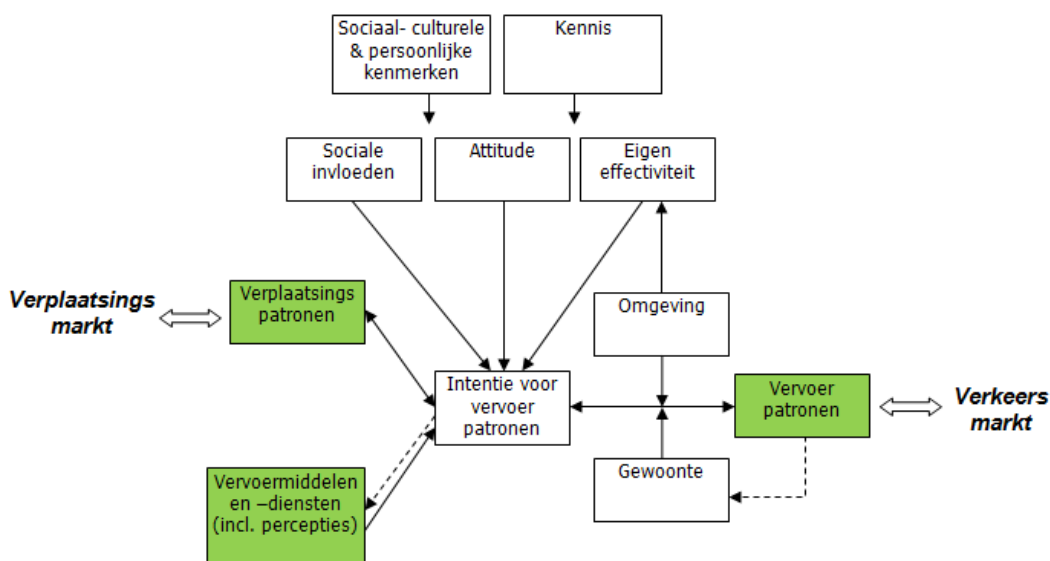 Sociaal- culturele
& persoonlijke
kenmerken
Kennis
Sociale
invloeden
Attitude
Eigen
effectiviteit
Verplaatsings
markt
Verplaatsings
patronen
Omgeving
Intentie voor
vervoer
patronen
Vervoer
patronen
Verkeers
markt
Vervoermiddelen
en –diensten
(incl. percepties)
Gewoonte